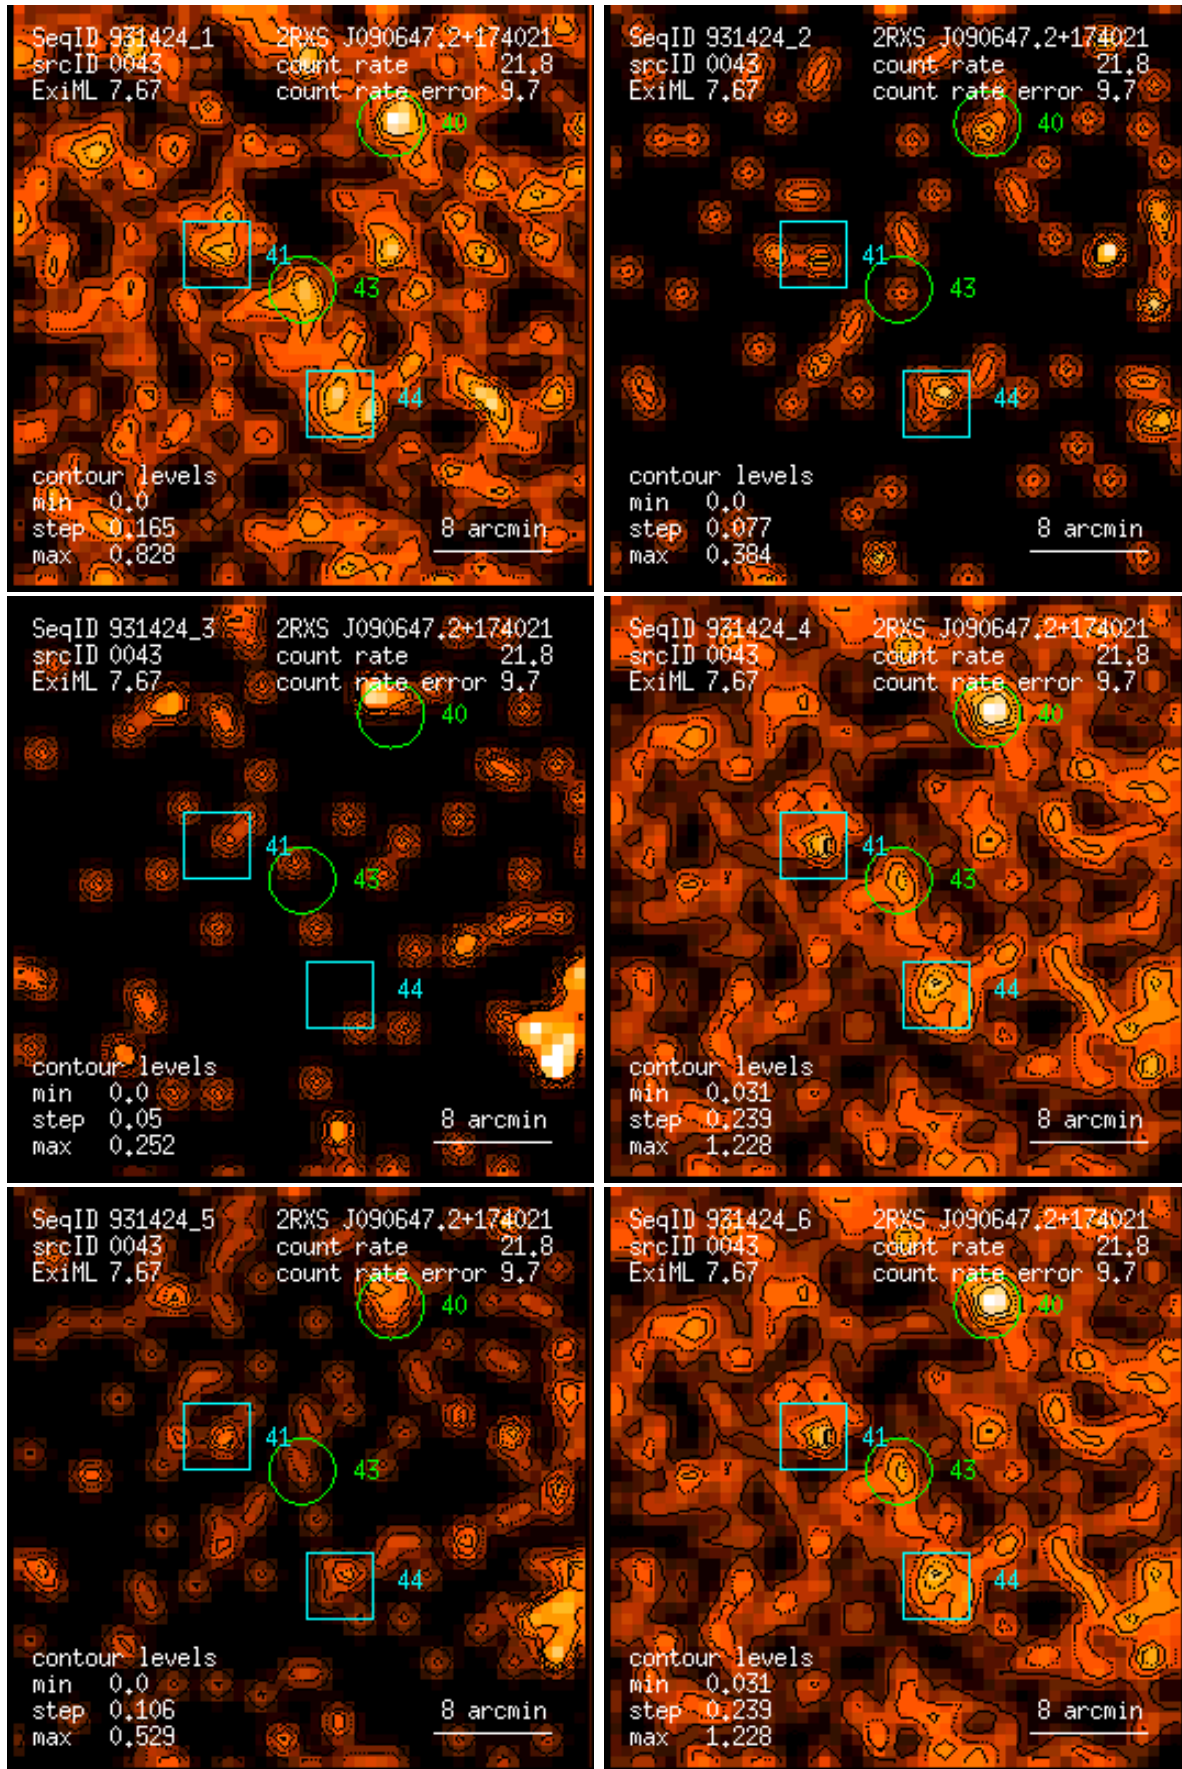 SeqID 931424_1 2RXS J090647.2+174021
srcID 0043 count rate 21.8
ExiML 7.67 count rate error 9.7
40
41
43
44
contour levels
min 0.0
step 0.165 8 arcmin
max 0.828
SeqID 931424_2 2RXS J090647.2+174021
srcID 0043 count rate 21.8
ExiML 7.67 count rate error 9.7
40
41
43
44
contour levels
min 0.0
step 0.077 8 arcmin
max 0.384
SeqID 931424_3 2RXS J090647.2+174021
srcID 0043 count rate 21.8
ExiML 7.67 count rate error 9.7
40
41
43
44
contour levels
min 0.0
step 0.05 8 arcmin
max 0.252
SeqID 931424_4 2RXS J090647.2+174021
srcID 0043 count rate 21.8
ExiML 7.67 count rate error 9.7
40
41
43
44
contour levels
min 0.031
step 0.239 8 arcmin
max 1.228
SeqID 931424_5 2RXS J090647.2+174021
srcID 0043 count rate 21.8
ExiML 7.67 count rate error 9.7
40
41
43
44
contour levels
min 0.0
step 0.106 8 arcmin
max 0.529
SeqID 931424_6 2RXS J090647.2+174021
srcID 0043 count rate 21.8
ExiML 7.67 count rate error 9.7
40
41
43
44
contour levels
min 0.031
step 0.239 8 arcmin
max 1.228